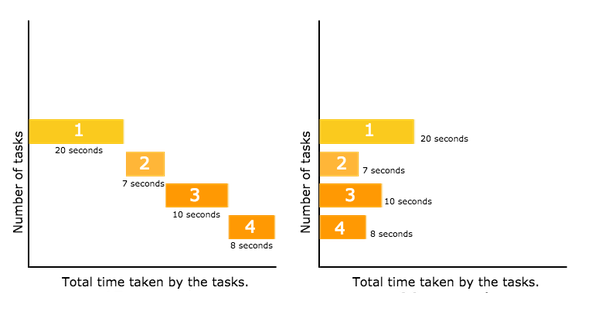 Number of tasks
1
20 seconds
2
7 seconds
3
10 seconds
4
8 seconds
Total time taken by the tasks.
Number of tasks
1
20 seconds
2
7 seconds
3
10 seconds
4
8 seconds
Total time taken by the tasks.